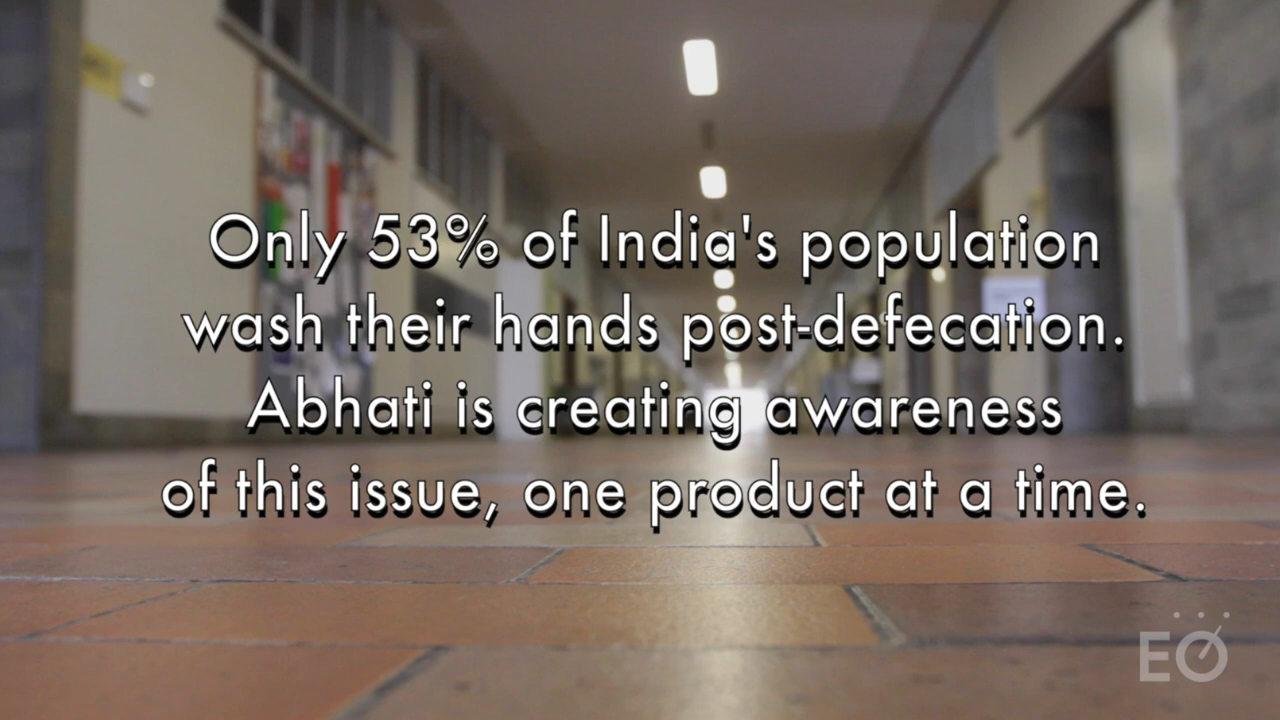 Only 53% of India's population
wash their hands post-defecation.
Abhati is creating awareness
of this issue, one product at a time.
EO